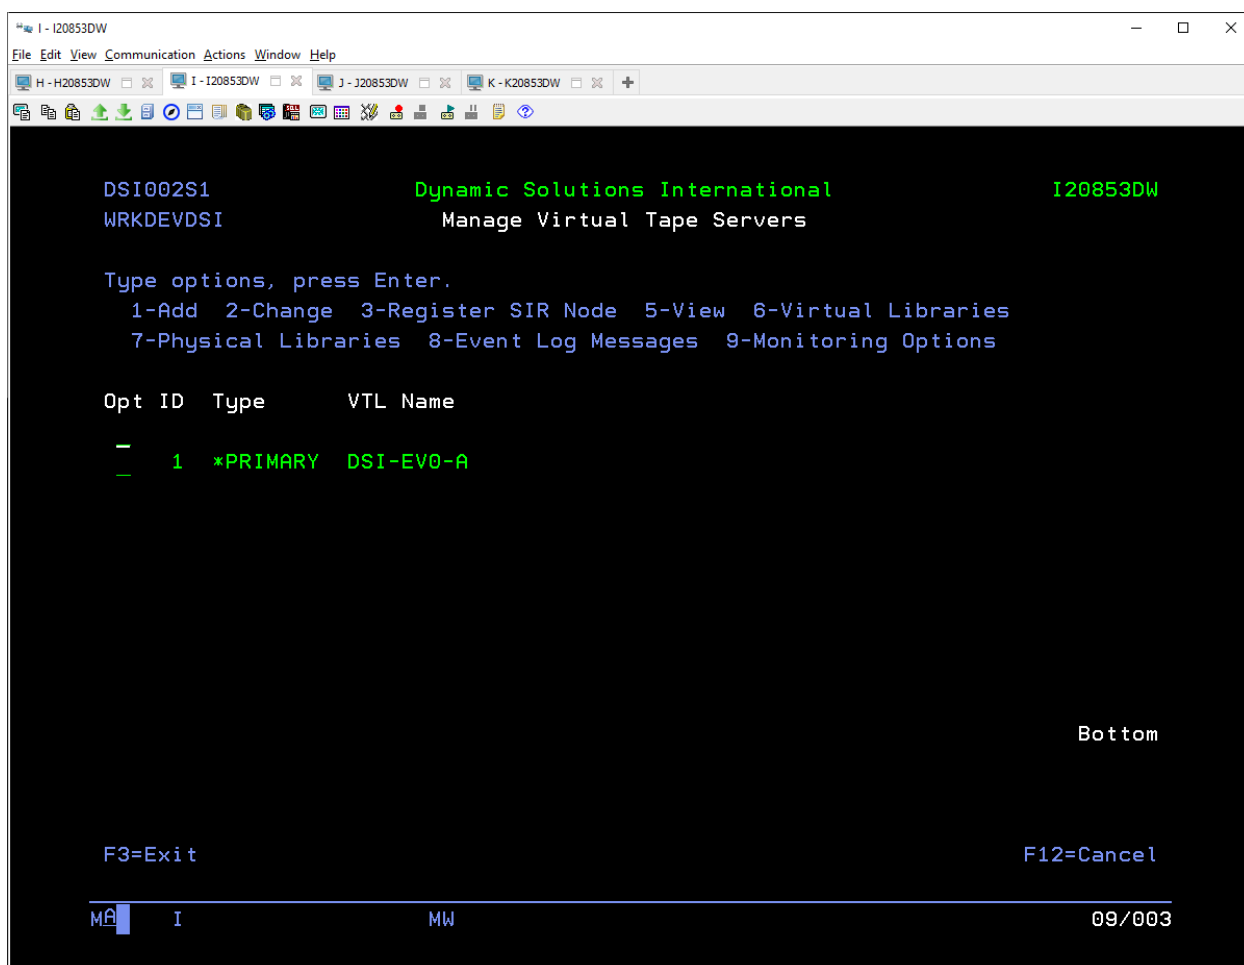 I - I20853DW
File Edit View Communication Actions Window Help
H - H20853DW I - I20853DW J - J20853DW K - K20853DW
DSI002S1 Dynamic Solutions International I20853DW
WRKDEVDSI Manage Virtual Tape Servers
Type options, press Enter.
1-Add 2-Change 3-Register SIR Node 5-View 6-Virtual Libraries
7-Physical Libraries 8-Event Log Messages 9-Monitoring Options
Opt ID Type VTL Name
_
_ 1 *PRIMARY DSI-EV0-A
Bottom
F3=Exit F12=Cancel
MA I MW 09/003